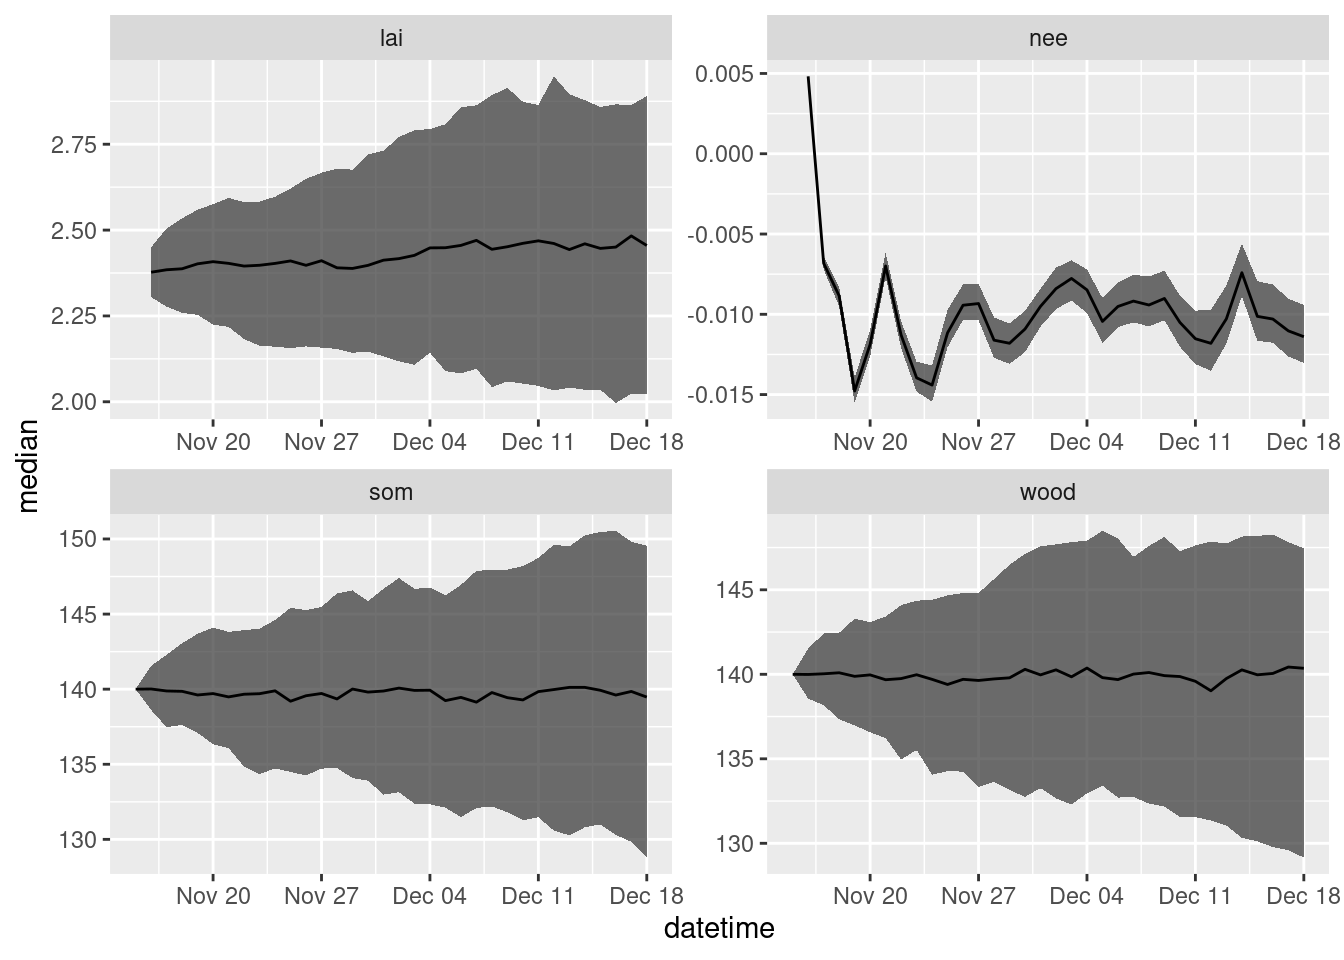 lai
nee
2.75
2.50
2.25
2.00
0.005
0.000
-0.005
-0.010
-0.015
Nov 20 Nov 27 Dec 04 Dec 11 Dec 18
Nov 20 Nov 27 Dec 04 Dec 11 Dec 18
median
som
wood
150
145
140
135
130
145
140
135
130
Nov 20 Nov 27 Dec 04 Dec 11 Dec 18
Nov 20 Nov 27 Dec 04 Dec 11 Dec 18
datetime